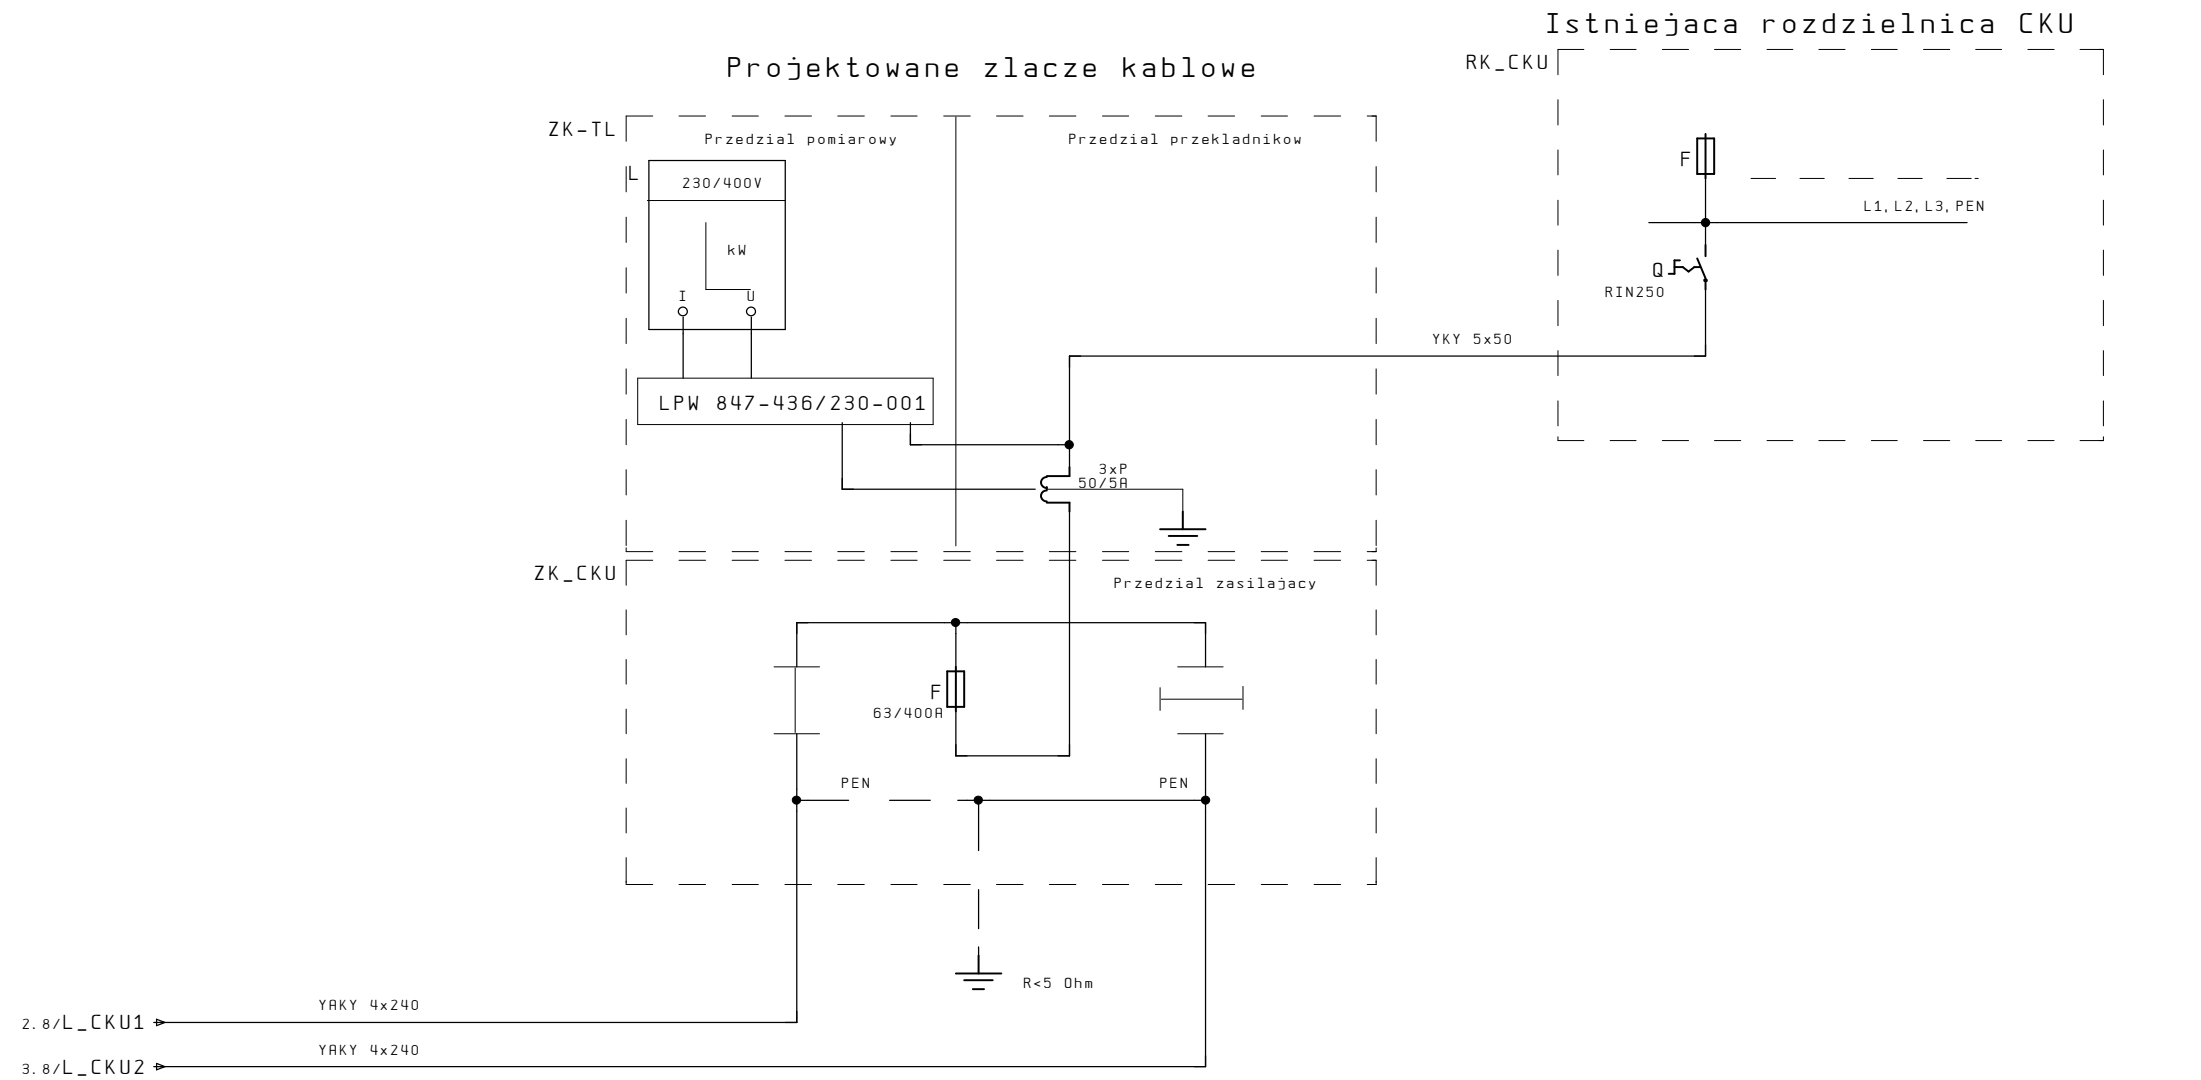 Istniejaca rozdzielnica CKU
Projektowane zlacze kablowe
RK_CKU
ZK-TL
Przedzial pomiarowy
Przedzial przekladnikow
L
230/400V
kW
I
U
F
L1, L2, L3, PEN
Q
RIN250
YKY 5x50
LPW 847-436/230-001
3xP
50/5A
ZK_CKU
Przedzial zasilajacy
F
63/400A
PEN
PEN
R<5 Ohm
YAKY 4x240
2.8/L_CKU1
YAKY 4x240
3.8/L_CKU2